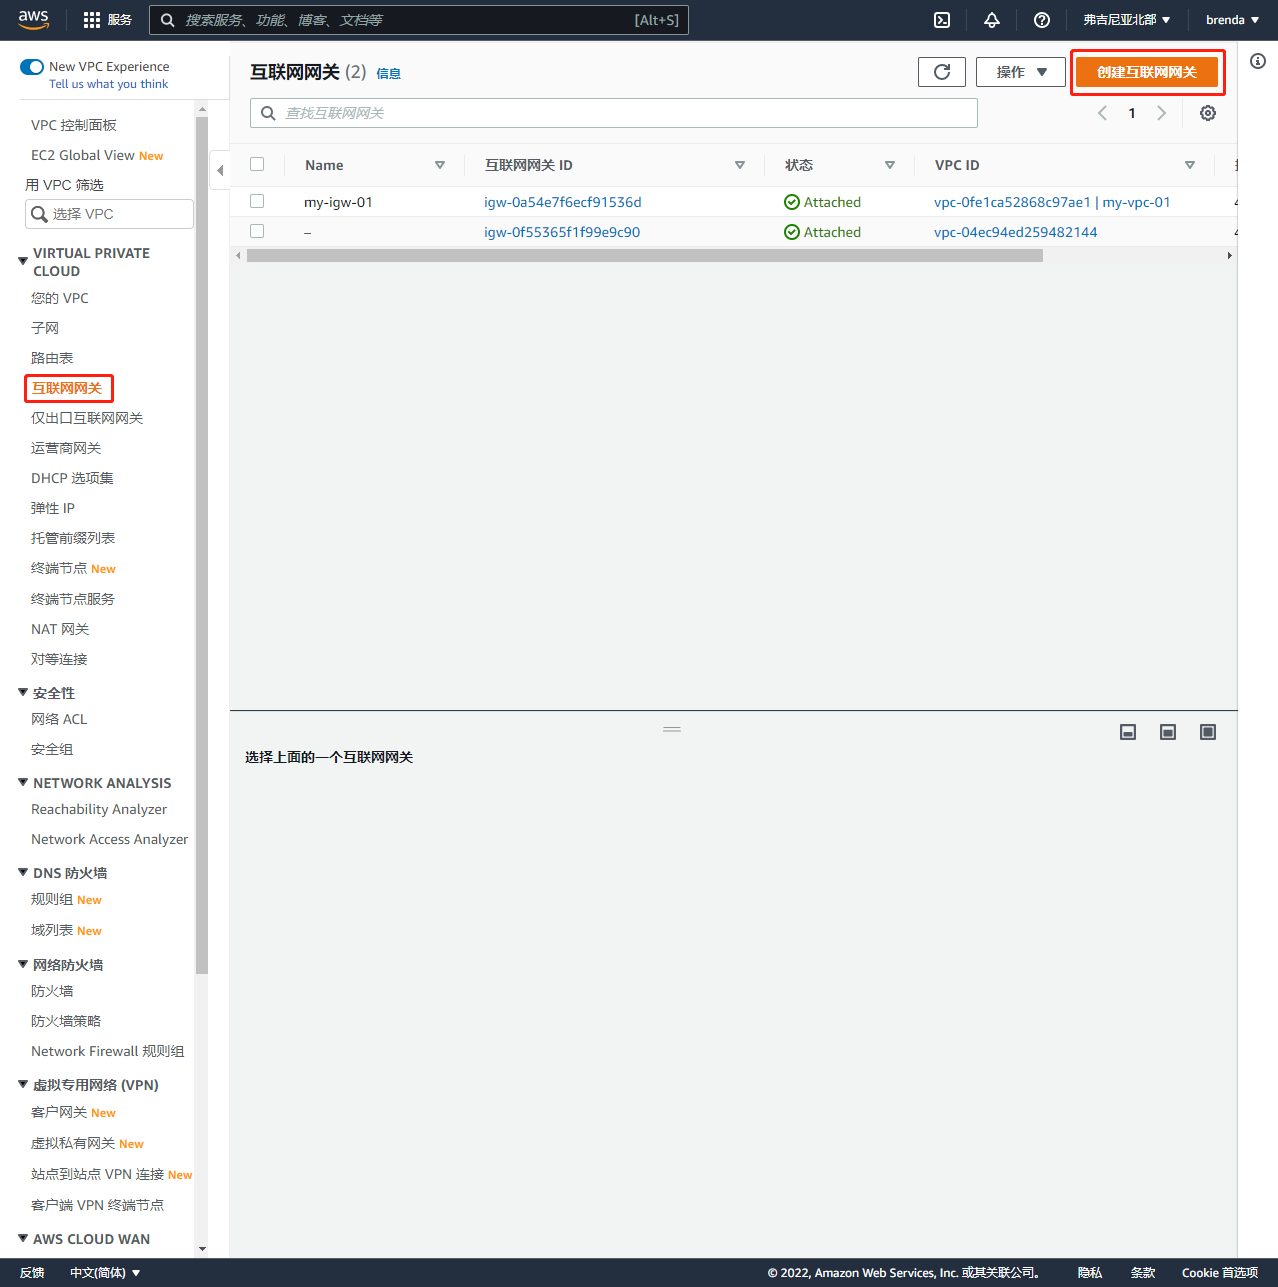 aws
服务
搜索服务、功能、博客、文档等
[Alt+S]
弗吉尼亚北部
brenda
New VPC Experience
Tell us what you think
VPC 控制面板
EC2 Global View New
用 VPC 筛选
选择 VPC
VIRTUAL PRIVATE
CLOUD
您的 VPC
子网
路由表
互联网网关
仅出口互联网网关
运营商网关
DHCP 选项集
弹性 IP
托管前缀列表
终端节点 New
终端节点服务
NAT 网关
对等连接
安全性
网络 ACL
安全组
NETWORK ANALYSIS
Reachability Analyzer
Network Access Analyzer
DNS 防火墙
规则组 New
域列表 New
网络防火墙
防火墙
防火墙策略
Network Firewall 规则组
虚拟专用网络 (VPN)
客户网关 New
虚拟私有网关 New
站点到站点 VPN 连接 New
客户端 VPN 终端节点
AWS CLOUD WAN
互联网网关 (2) 信息
操作
创建互联网网关
查找互联网网关
1
Name 互联网网关 ID 状态 VPC ID
my-igw-01 igw-0a54e7f6ecf91536d Attached vpc-0fe1ca52868c97ae1 | my-vpc-01
– igw-0f55365f1f99e9c90 Attached vpc-04ec94ed259482144
选择上面的一个互联网网关
反馈 中文(简体) © 2022, Amazon Web Services, Inc. 或其关联公司。 隐私 条款 Cookie 首选项